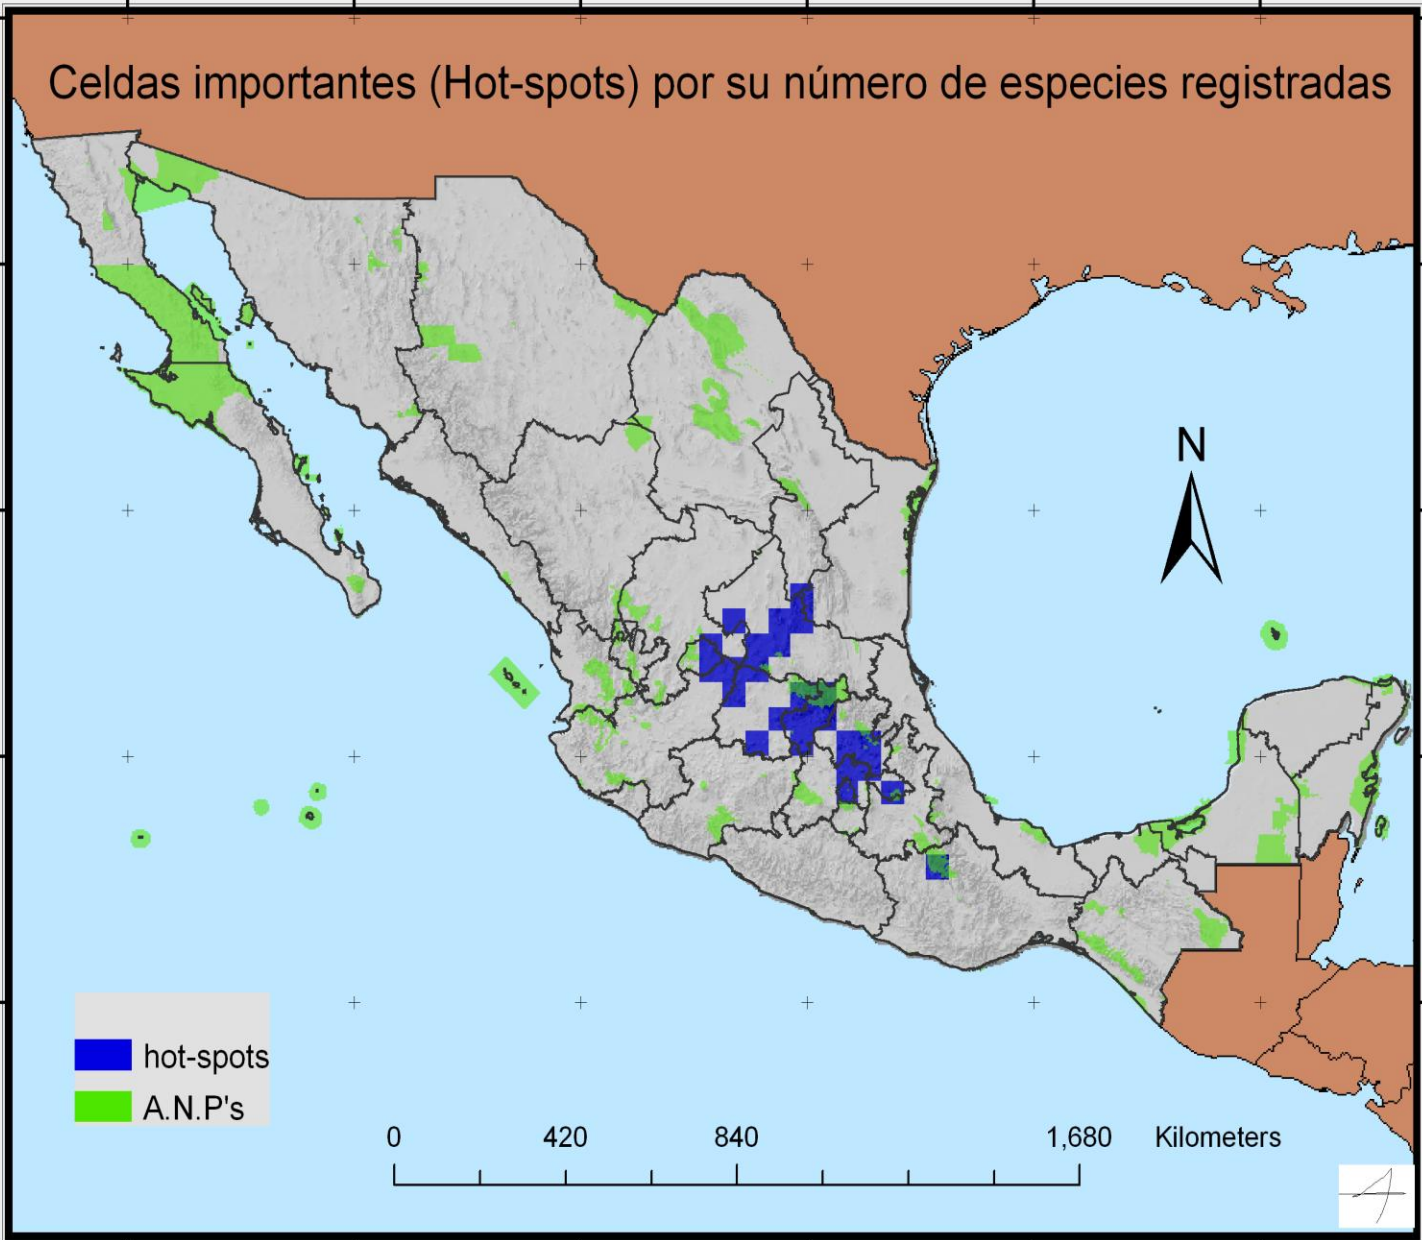 Celdas importantes (Hot-spots) por su número de especies registradas
N
hot-spots
A.N.P's
0 420 840 1,680 Kilometers